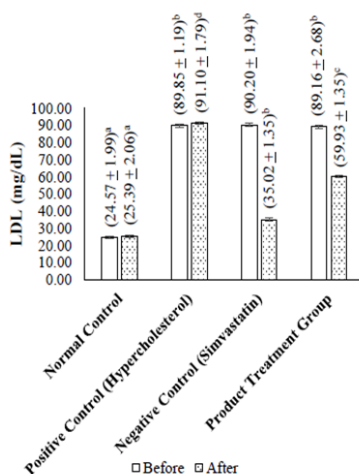 LDL (mg/dL)
100.00
90.00
80.00
70.00
60.00
50.00
40.00
30.00
20.00
10.00
0.00
(24.57 ± 1.99)ᵃ
(25.39 ± 2.06)ᵃ
(89.85 ± 1.19)ᵇ
(91.10 ± 1.79)ᵈ
(90.20 ± 1.94)ᵇ
(35.02 ± 1.35)ᵇ
(89.16 ± 2.68)ᵇ
(59.93 ± 1.35)ᶜ
Normal Control
Positive Control (Hypercholesterol)
Negative Control (Simvastatin)
Product Treatment Group
Before After